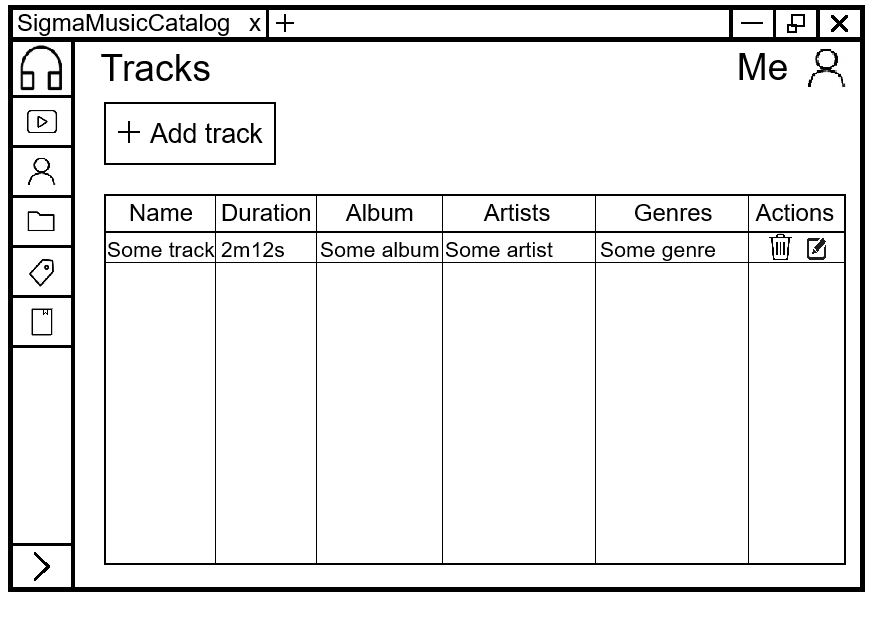 SigmaMusicCatalog x
Tracks
Me
+ Add track
Name Duration Album Artists Genres Actions
Some track 2m12s Some album Some artist Some genre